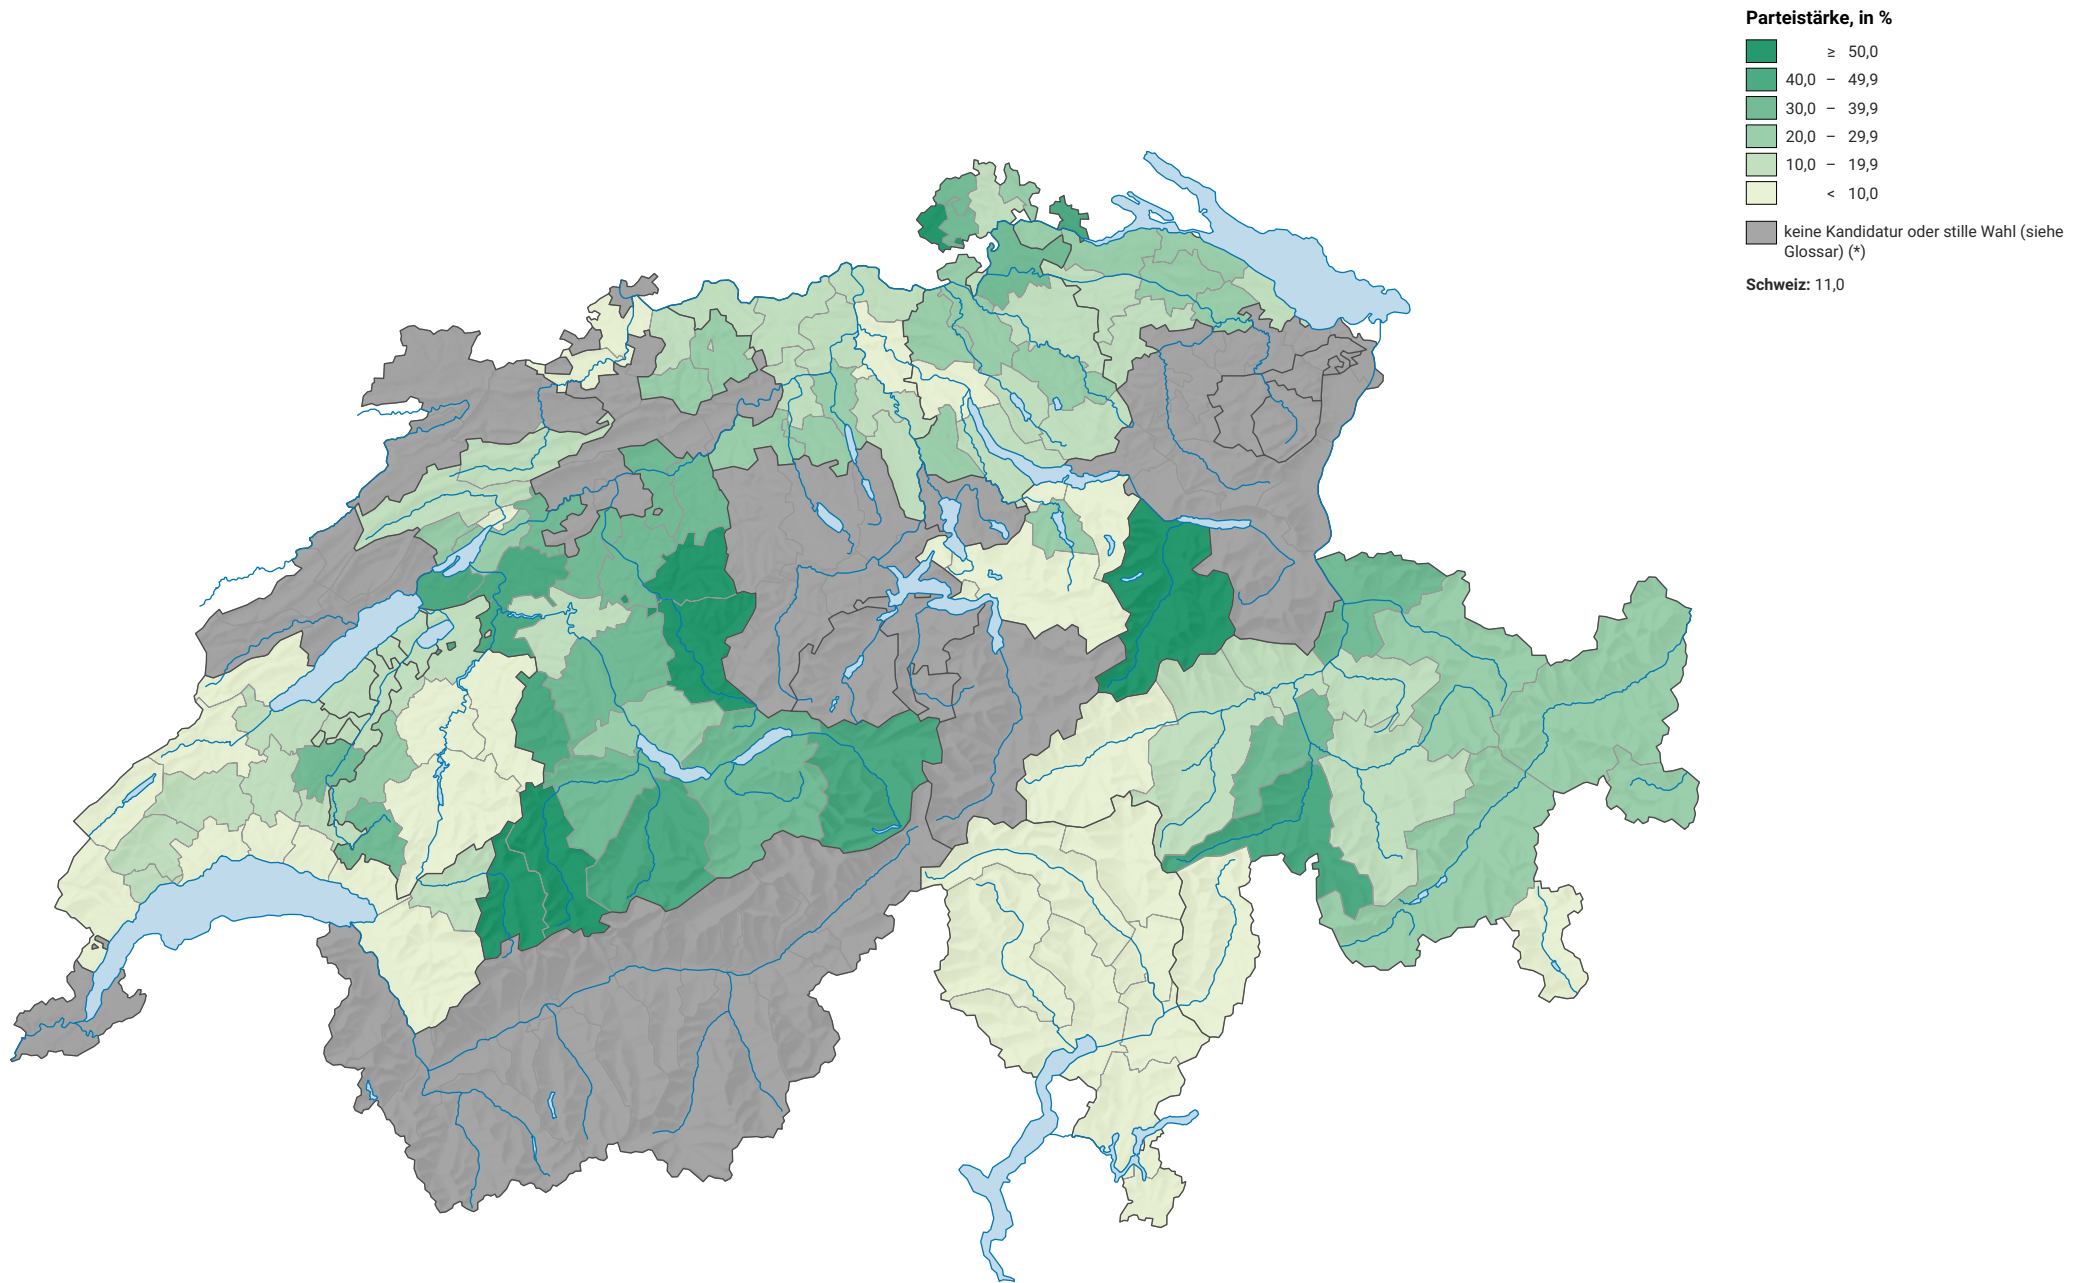 Parteistärke, in %
≥ 50,0
40,0 – 49,9
30,0 – 39,9
20,0 – 29,9
10,0 – 19,9
< 10,0
keine Kandidatur oder stille Wahl (siehe
Glossar) (*)
Schweiz: 11,0